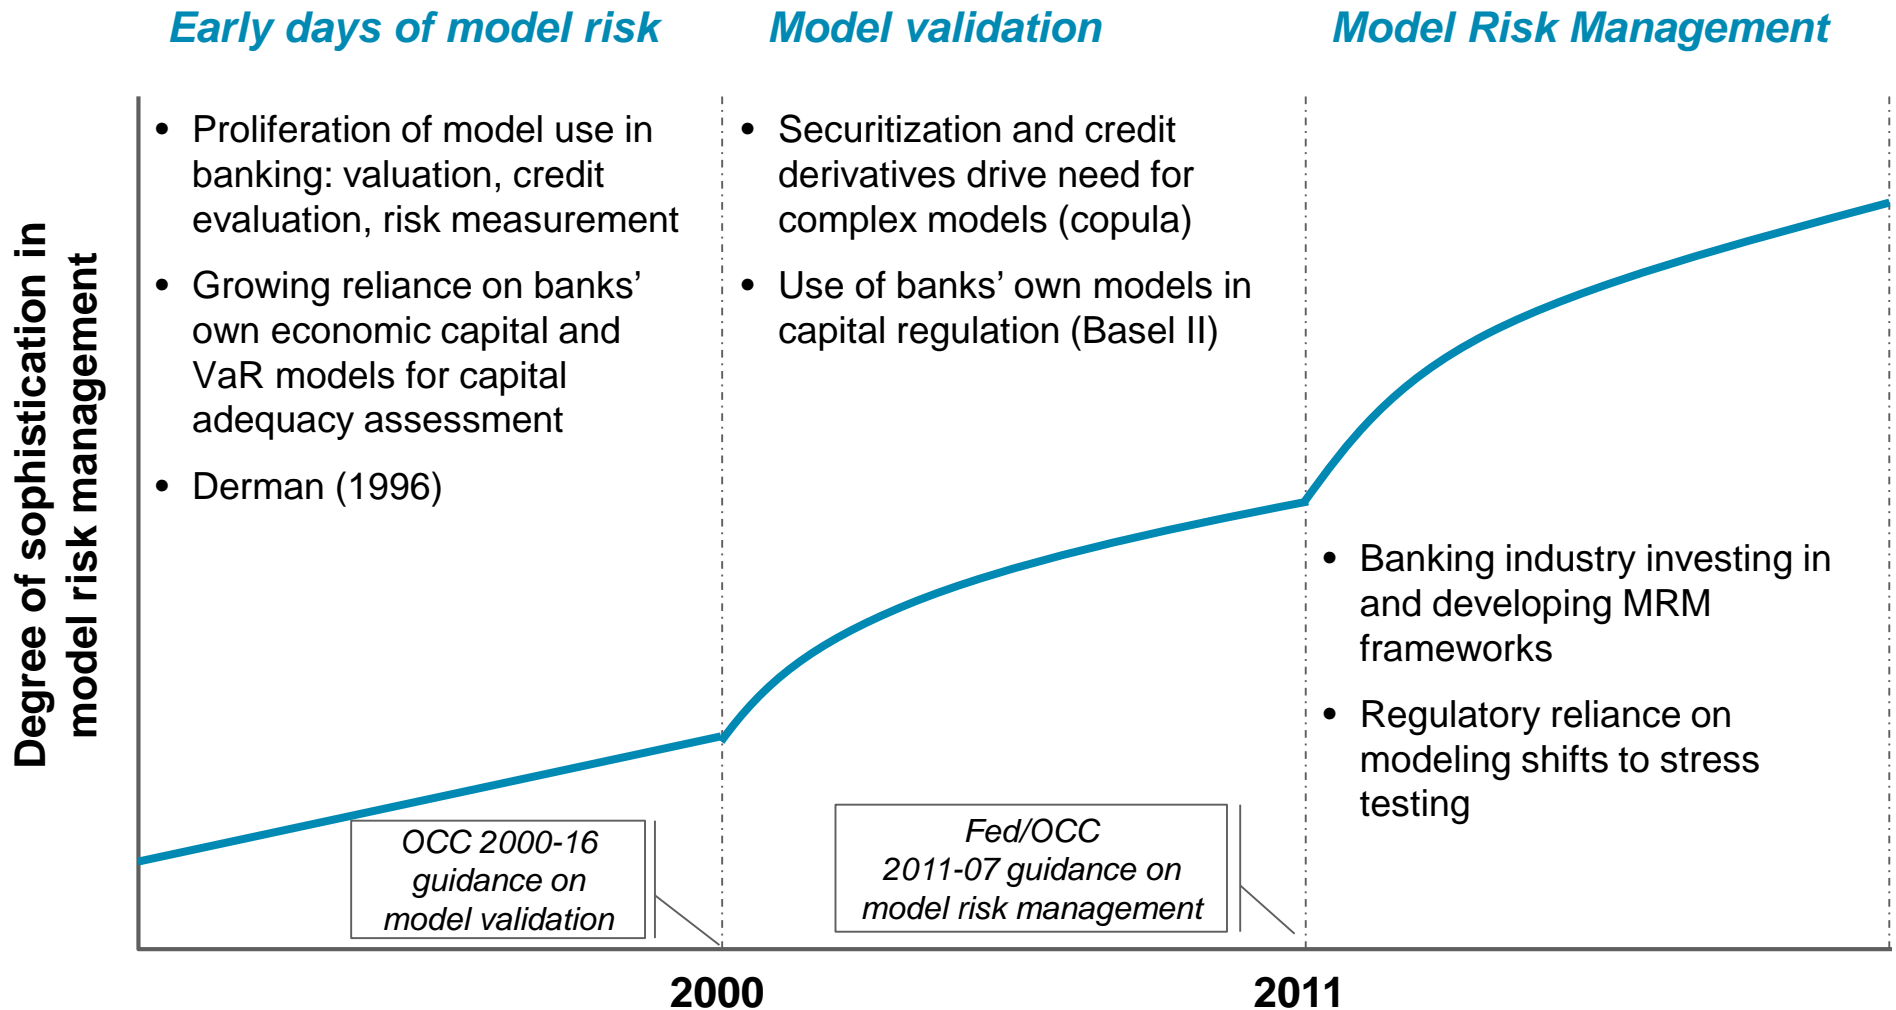 Early days of model risk
Model validation
Model Risk Management
Degree of sophistication in
model risk management
• Proliferation of model use in
banking: valuation, credit
evaluation, risk measurement
• Growing reliance on banks’
own economic capital and
VaR models for capital
adequacy assessment
• Derman (1996)
• Securitization and credit
derivatives drive need for
complex models (copula)
• Use of banks’ own models in
capital regulation (Basel II)
• Banking industry investing in
and developing MRM
frameworks
• Regulatory reliance on
modeling shifts to stress
testing
OCC 2000-16
guidance on
model validation
Fed/OCC
2011-07 guidance on
model risk management
2000
2011